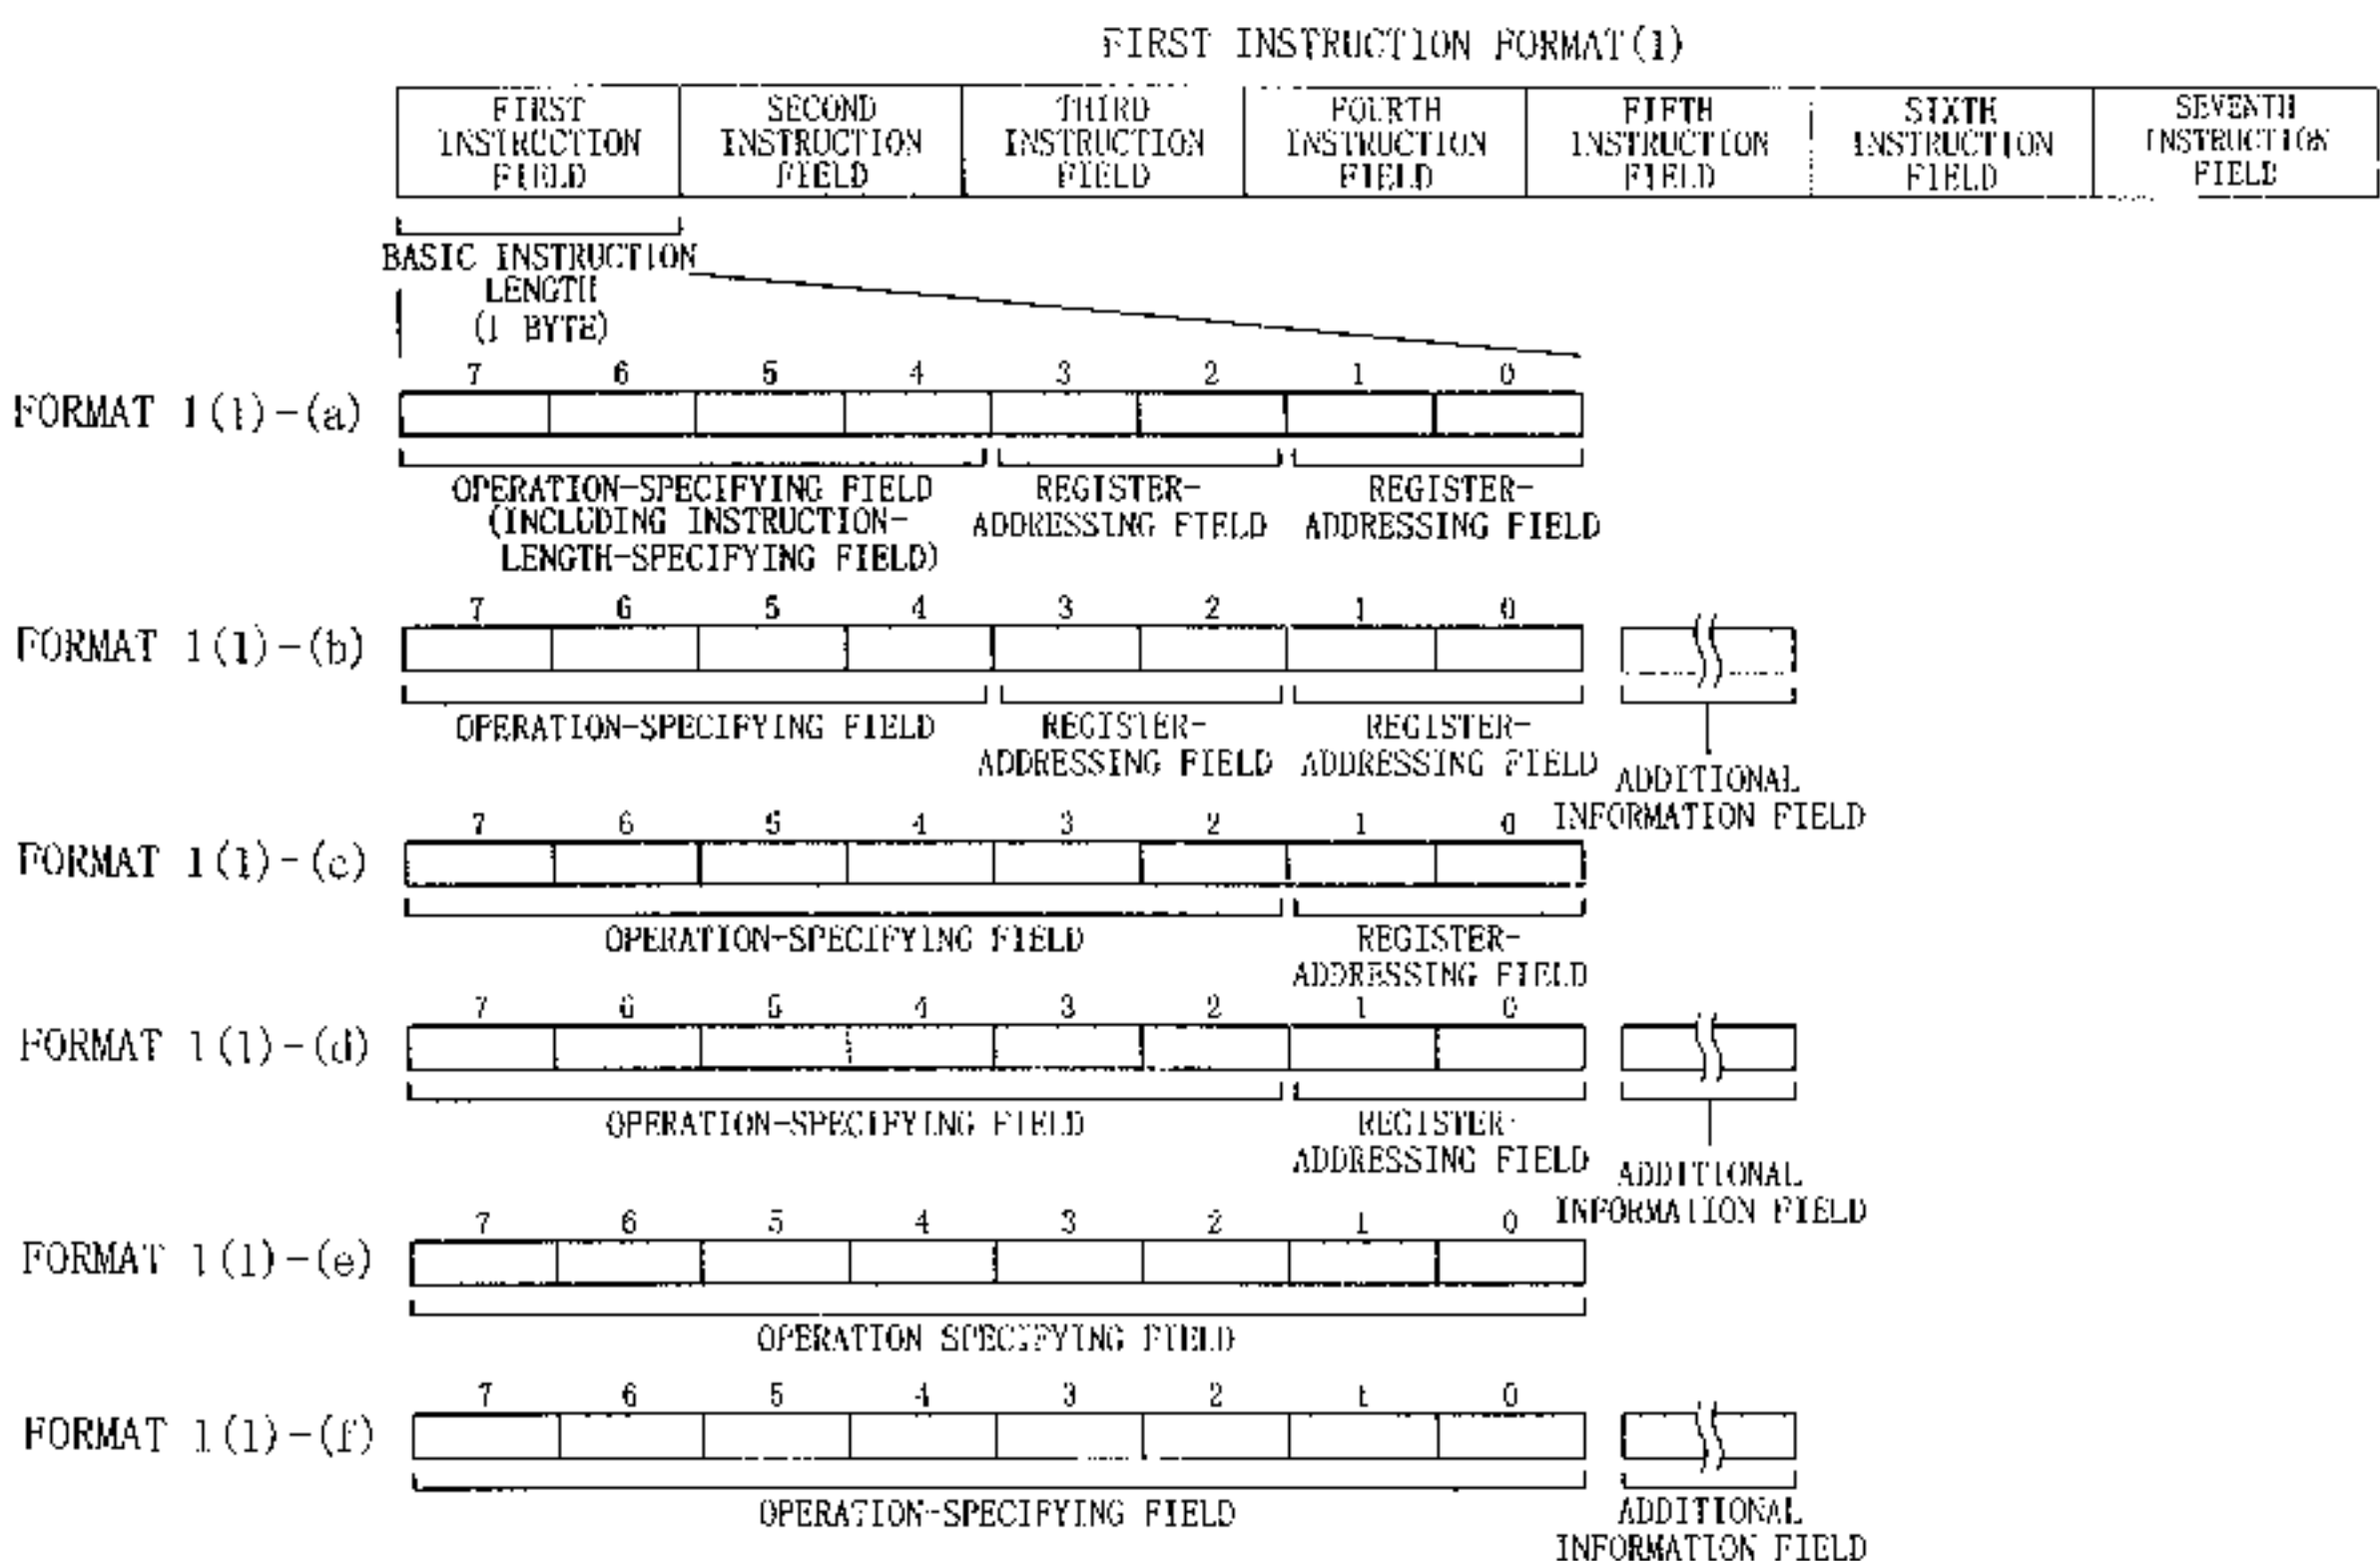 FIRST INSTRUCTION FORMAT(1)
FIRST INSTRUCTION FIELD
SECOND INSTRUCTION FIELD
THIRD INSTRUCTION FIELD
FOURTH INSTRUCTION FIELD
FIFTH INSTRUCTION FIELD
SIXTH INSTRUCTION FIELD
SEVENTH INSTRUCTION FIELD
BASIC INSTRUCTION
LENGTH
(1 BYTE)
7 6 5 4 3 2 1 0
FORMAT 1(1)-(a)
OPERATION-SPECIFYING FIELD
(INCLUDING INSTRUCTION-
LENGTH-SPECIFYING FIELD)
REGISTER-
ADDRESSING FIELD
REGISTER-
ADDRESSING FIELD
7 6 5 4 3 2 1 0
FORMAT 1(1)-(b)
OPERATION-SPECIFYING FIELD
REGISTER-
ADDRESSING FIELD
REGISTER-
ADDRESSING FIELD
ADDITIONAL
INFORMATION FIELD
7 6 5 4 3 2 1 0
FORMAT 1(1)-(c)
OPERATION-SPECIFYING FIELD
REGISTER-
ADDRESSING FIELD
7 6 5 4 3 2 1 0
FORMAT 1(1)-(d)
OPERATION-SPECIFYING FIELD
REGISTER-
ADDRESSING FIELD
ADDITIONAL
INFORMATION FIELD
7 6 5 4 3 2 1 0
FORMAT 1(1)-(e)
OPERATION SPECIFYING FIELD
7 6 5 4 3 2 1 0
FORMAT 1(1)-(f)
OPERATION-SPECIFYING FIELD
ADDITIONAL
INFORMATION FIELD